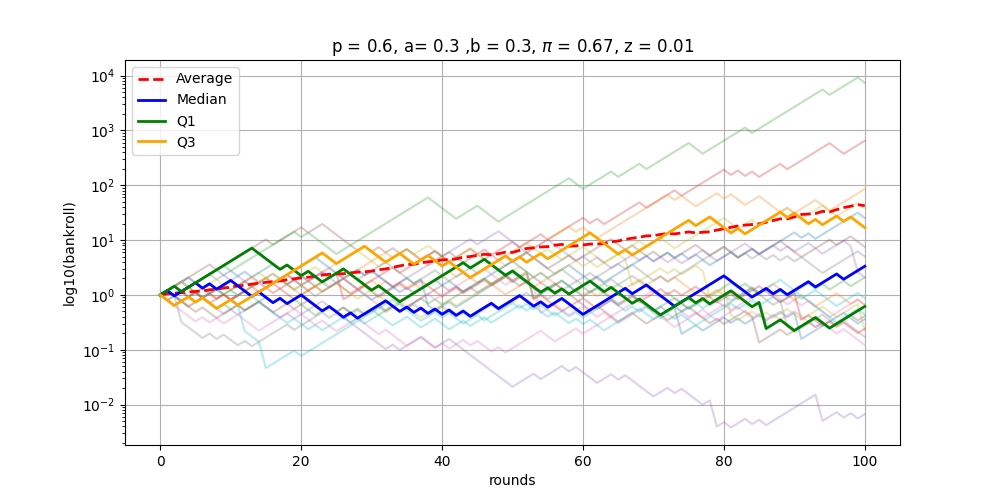 p = 0.6, a= 0.3 ,b = 0.3, π = 0.67, z = 0.01
log10(bankroll)
10⁴
10³
10²
10¹
10⁰
10⁻¹
10⁻²
Average
Median
Q1
Q3
0 20 40 60 80 100
rounds